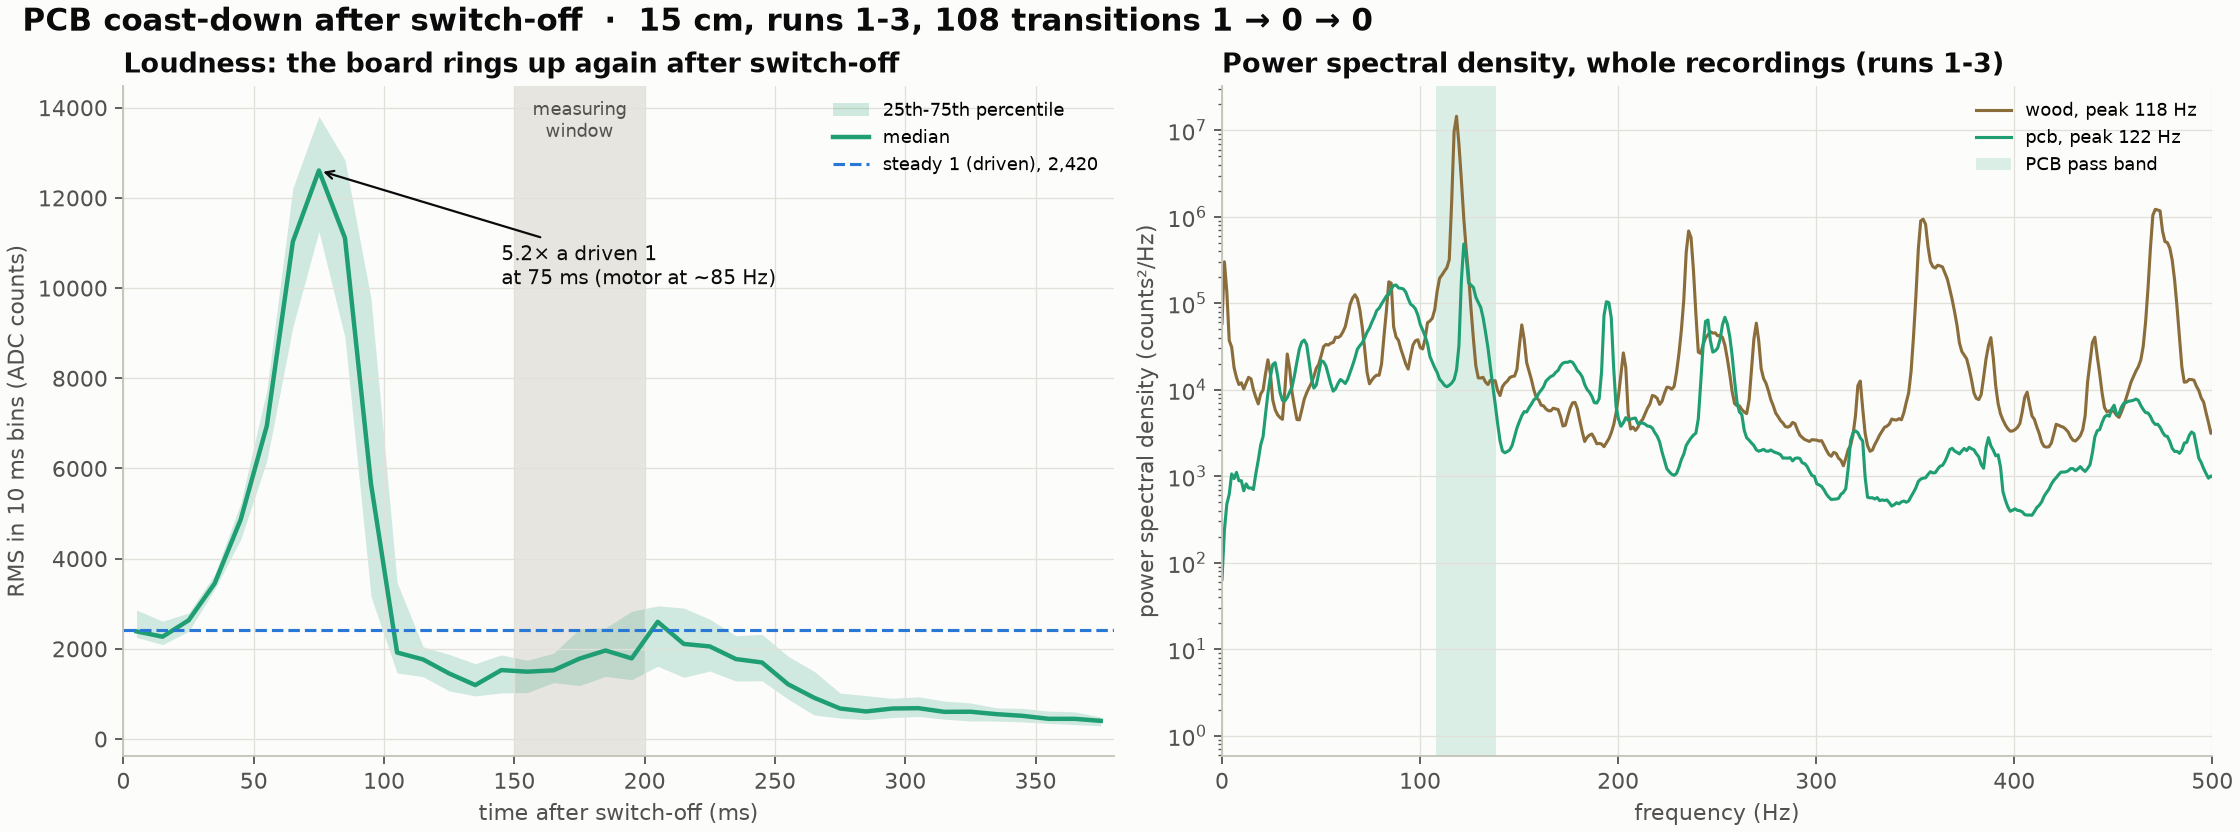 PCB coast-down after switch-off · 15 cm, runs 1-3, 108 transitions 1 → 0 → 0
Loudness: the board rings up again after switch-off
RMS in 10 ms bins (ADC counts)
14000
12000
10000
8000
6000
4000
2000
0
measuring
window
25th-75th percentile
median
steady 1 (driven), 2,420
5.2× a driven 1
at 75 ms (motor at ~85 Hz)
0 50 100 150 200 250 300 350
time after switch-off (ms)
Power spectral density, whole recordings (runs 1-3)
power spectral density (counts²/Hz)
10⁷
10⁶
10⁵
10⁴
10³
10²
10¹
10⁰
wood, peak 118 Hz
pcb, peak 122 Hz
PCB pass band
0 100 200 300 400 500
frequency (Hz)